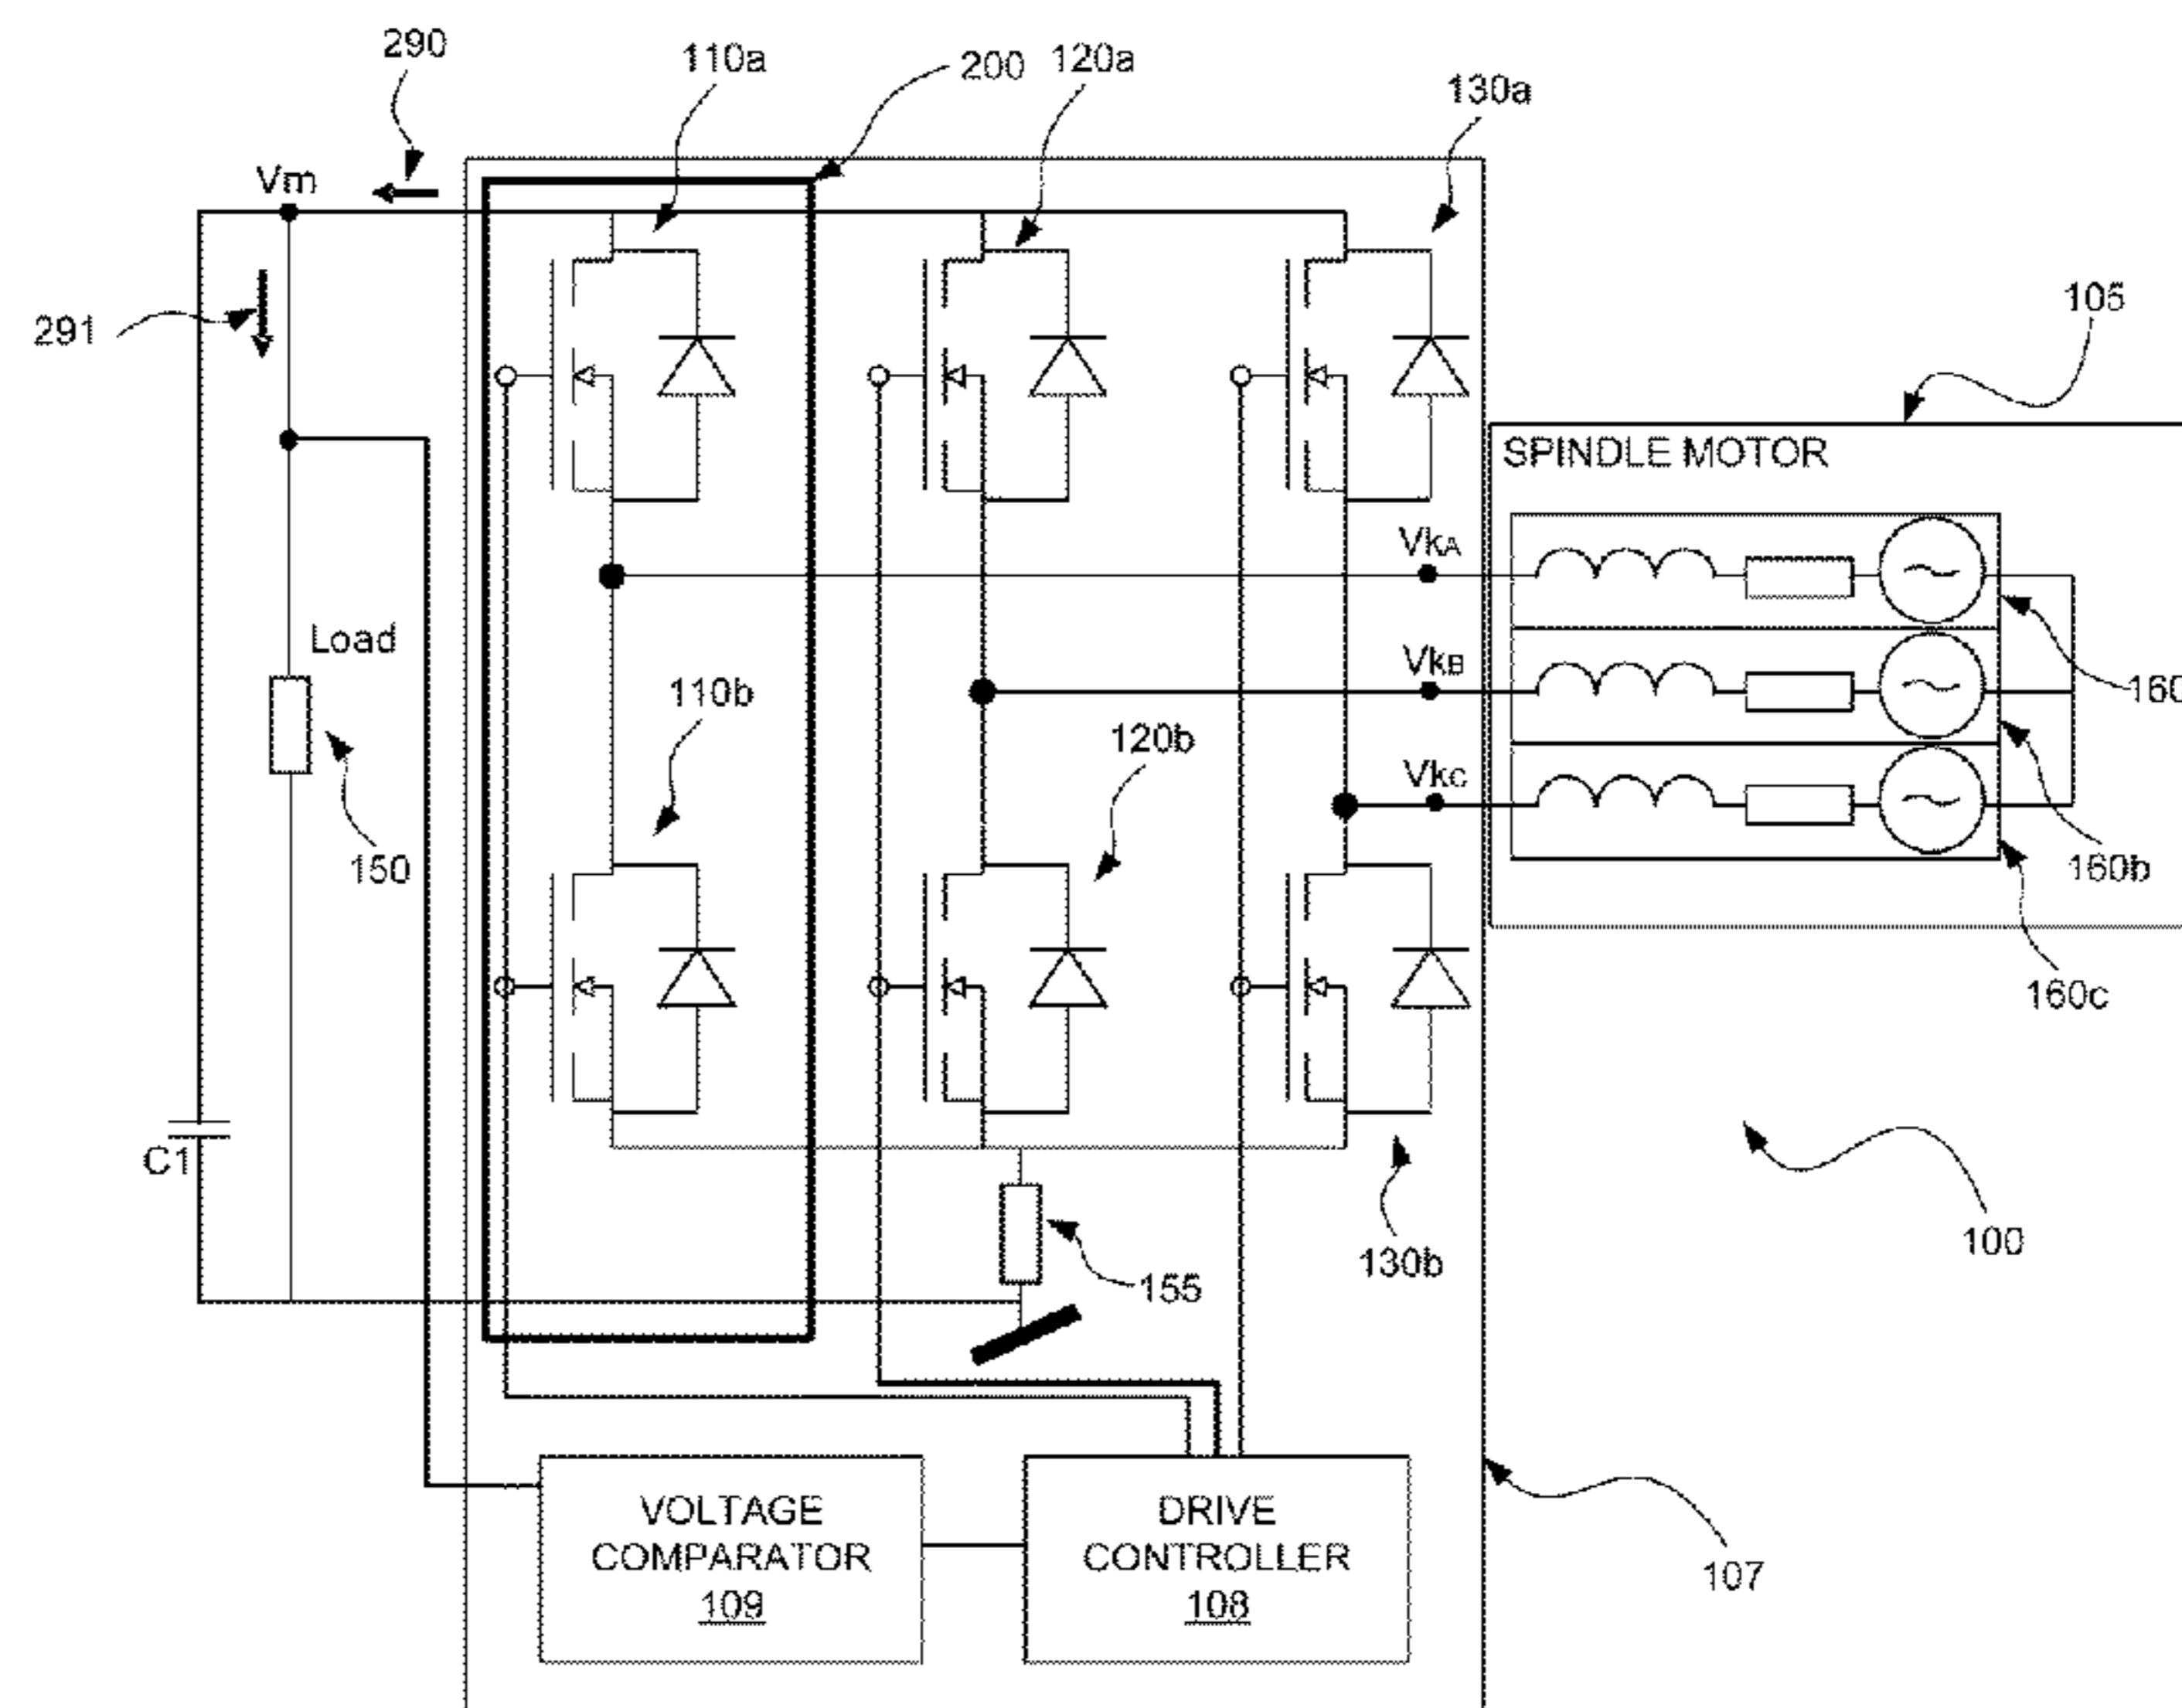 290
110a
200
120a
130a
Vm
291
105
SPINDLE MOTOR
VkA
Load
110b
VkB
160
120b
VkC
150
160b
160c
C1
100
130b
155
VOLTAGE
COMPARATOR
109
DRIVE
CONTROLLER
108
107